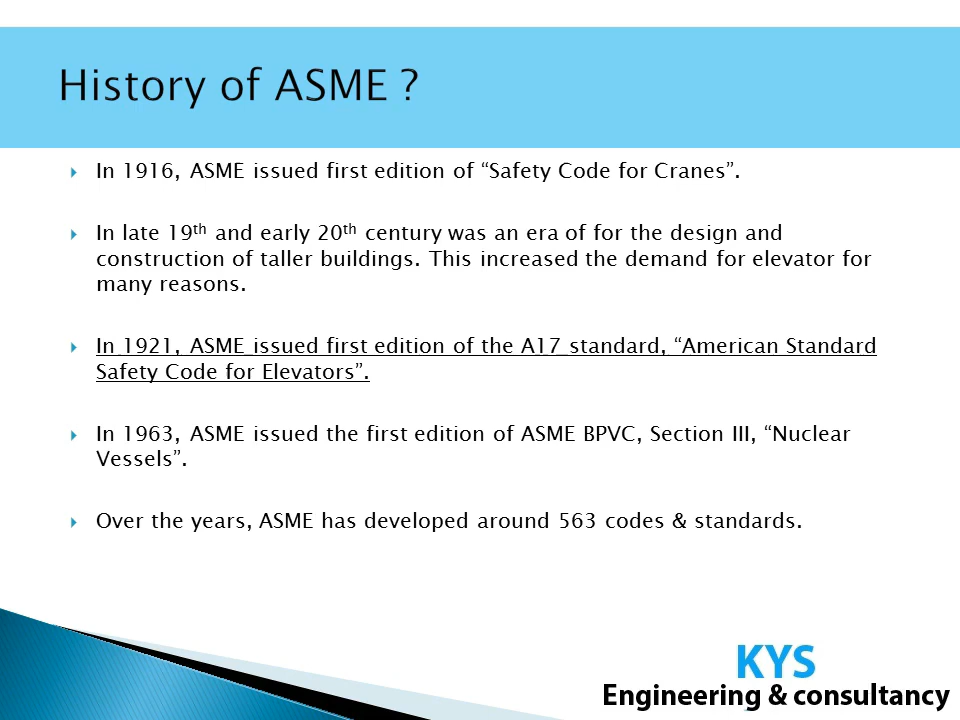 History of ASME ?
In 1916, ASME issued first edition of “Safety Code for Cranes”.
In late 19th and early 20th century was an era of for the design and
construction of taller buildings. This increased the demand for elevator for
many reasons.
In 1921, ASME issued first edition of the A17 standard, “American Standard
Safety Code for Elevators”.
In 1963, ASME issued the first edition of ASME BPVC, Section III, “Nuclear
Vessels”.
Over the years, ASME has developed around 563 codes & standards.
KYS
Engineering & consultancy